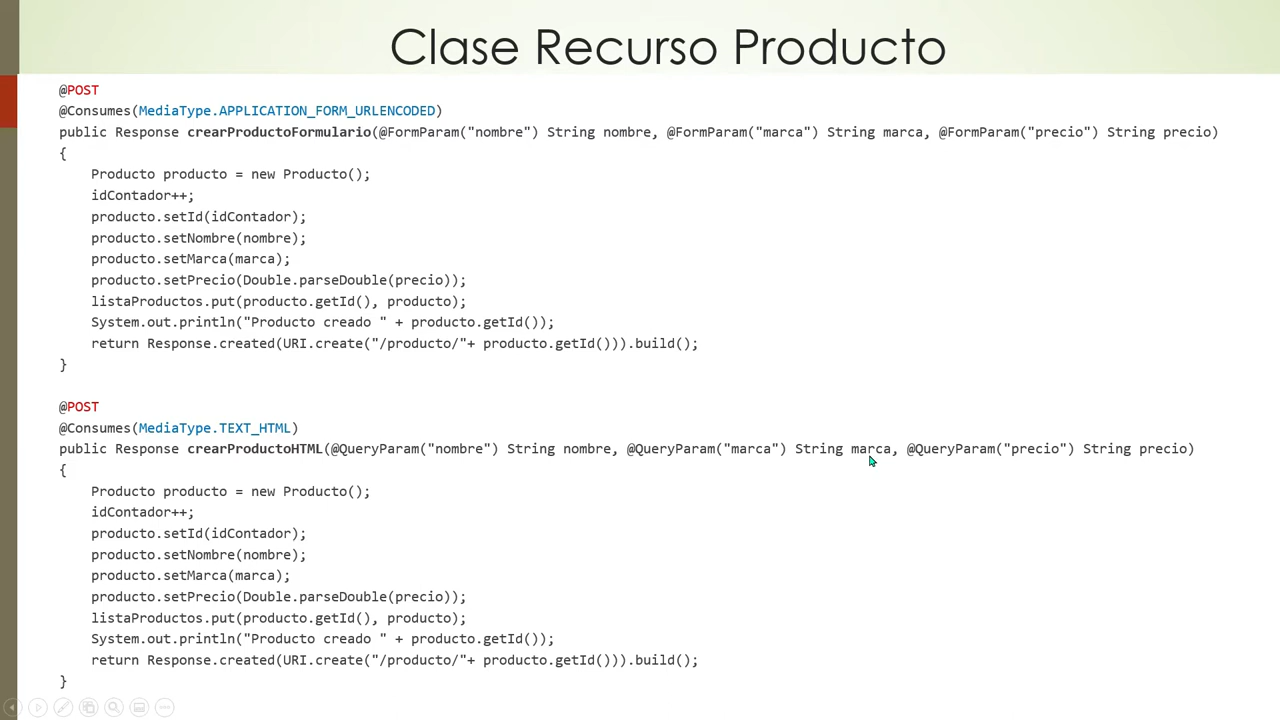 Clase Recurso Producto
@POST
@Consumes(MediaType.APPLICATION_FORM_URLENCODED)
public Response crearProductoFormulario(@FormParam("nombre") String nombre, @FormParam("marca") String marca, @FormParam("precio") String precio)
{
    Producto producto = new Producto();
    idContador++;
    producto.setId(idContador);
    producto.setNombre(nombre);
    producto.setMarca(marca);
    producto.setPrecio(Double.parseDouble(precio));
    listaProductos.put(producto.getId(), producto);
    System.out.println("Producto creado " + producto.getId());
    return Response.created(URI.create("/producto/"+ producto.getId())).build();
}
@POST
@Consumes(MediaType.TEXT_HTML)
public Response crearProductoHTML(@QueryParam("nombre") String nombre, @QueryParam("marca") String marca, @QueryParam("precio") String precio)
{
    Producto producto = new Producto();
    idContador++;
    producto.setId(idContador);
    producto.setNombre(nombre);
    producto.setMarca(marca);
    producto.setPrecio(Double.parseDouble(precio));
    listaProductos.put(producto.getId(), producto);
    System.out.println("Producto creado " + producto.getId());
    return Response.created(URI.create("/producto/"+ producto.getId())).build();
}